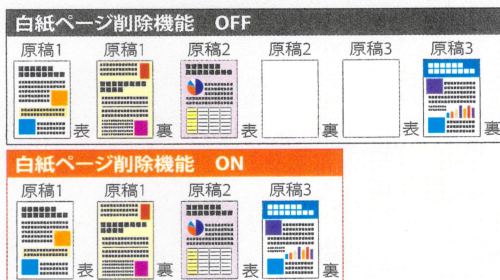 白紙ページ削除機能 OFF
原稿1 原稿1 原稿2 原稿2 原稿3 原稿3
表 裏 表 裏 表 裏
白紙ページ削除機能 ON
原稿1 原稿1 原稿2 原稿3
表 裏 表 裏